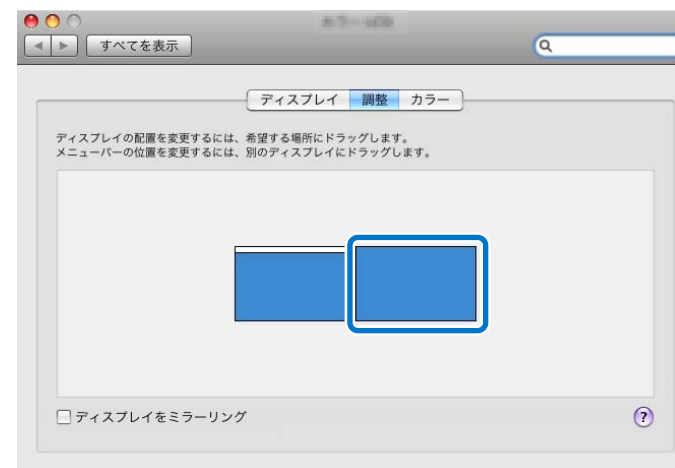 すべてを表示
ディスプレイ 調整 カラー
ディスプレイの配置を変更するには、希望する場所にドラッグします。
メニューバーの位置を変更するには、別のディスプレイにドラッグします。
ディスプレイをミラーリング
?